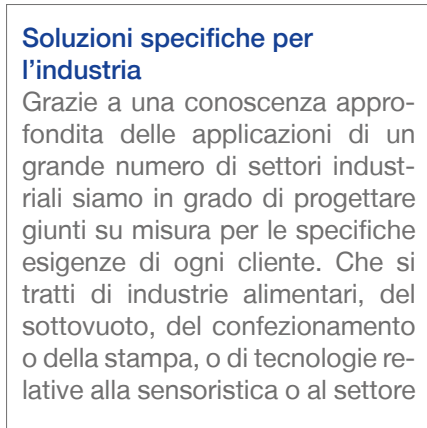 Soluzioni specifiche per
l'industria
Grazie a una conoscenza appro-
fondita delle applicazioni di un
grande numero di settori indust-
riali siamo in grado di progettare
giunti su misura per le specifiche
esigenze di ogni cliente. Che si
tratti di industrie alimentari, del
sottovuoto, del confezionamento
o della stampa, o di tecnologie re-
lative alla sensoristica o al settore